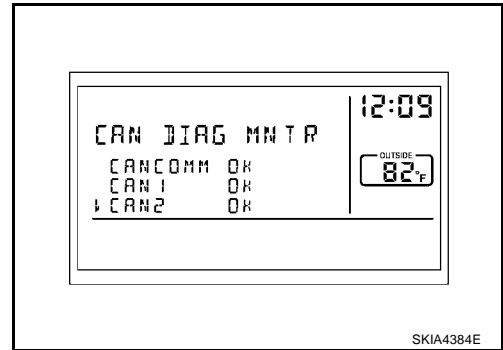 CAN DIAG MNTR
CANCOMM OK
CAN1 OK
CAN2 OK
12:09
OUTSIDE
82°F
SKIA4384E